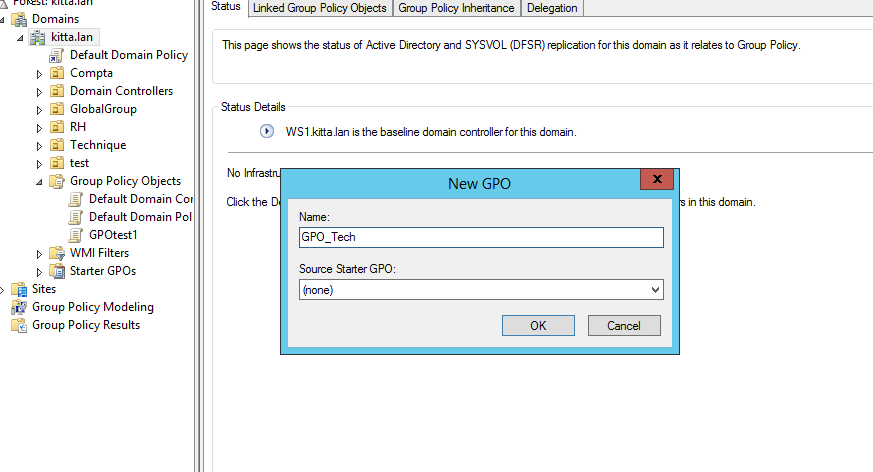 Forest: kitta.lan
Domains
kitta.lan
Default Domain Policy
Compta
Domain Controllers
GlobalGroup
RH
Technique
test
Group Policy Objects
Default Domain Cor
Default Domain Pol
GPOtest1
WMI Filters
Starter GPOs
Sites
Group Policy Modeling
Group Policy Results
Status Linked Group Policy Objects Group Policy Inheritance Delegation
This page shows the status of Active Directory and SYSVOL (DFSR) replication for this domain as it relates to Group Policy.
Status Details
WS1.kitta.lan is the baseline domain controller for this domain.
No Infrastru
Click the De
rs in this domain.
New GPO
x
Name:
GPO_Tech
Source Starter GPO:
(none)
OK Cancel